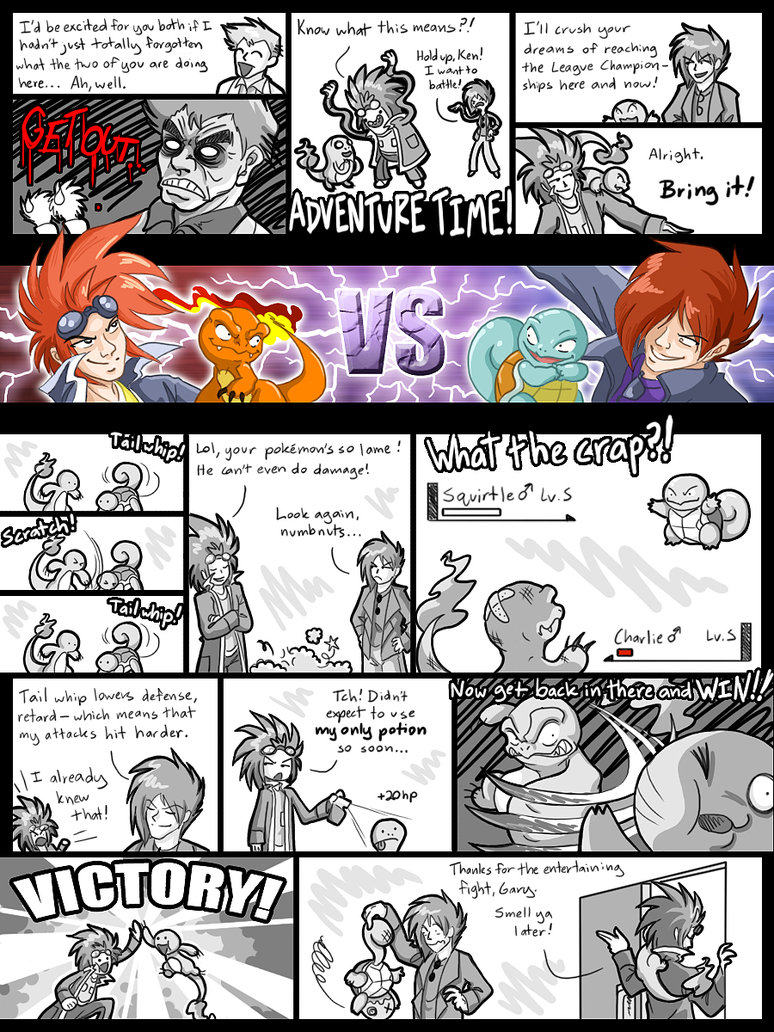 I'd be excited for you both if I
hadn't just totally forgotten
what the two of you are doing
here... Ah, well.
GET OUT!
Know what this means?!
Hold up, Ken!
I want to
battle!
ADVENTURE TIME!
I'll crush your
dreams of reaching
the League Champion-
ships here and now!
Alright.
Bring it!
VS
Tail whip!
Scratch!
Tail whip!
Lol, your pokémon's so lame!
He can't even do damage!
Look again,
numbnuts...
What the crap?!
Squirtle♂ Lv.5
Charlie♂ Lv.5
Tail whip lowers defense,
retard—which means that
my attacks hit harder.
I already
knew
that!
Tch! Didn't
expect to use
my only potion
so soon...
+20hp
Now get back in there and WIN!!
VICTORY!
Thanks for the entertaining
fight, Gary.
Smell ya
later!